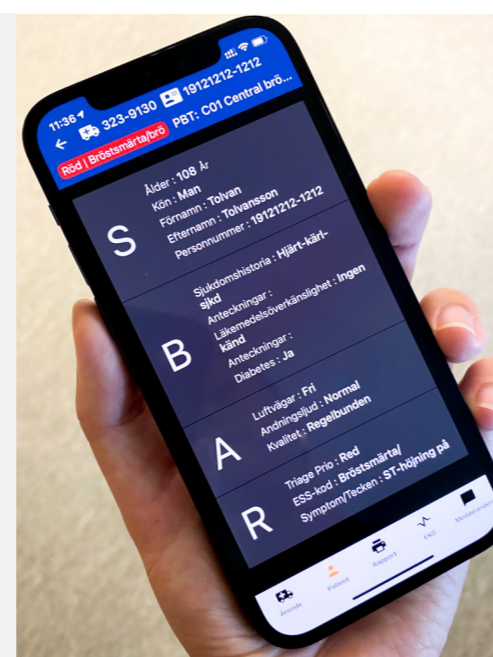 11:36
323-9130 19121212-1212
Röd | Bröstsmärta/brö PBT: C01 Central brö...
S
Ålder : 108 År
Kön : Man
Förnamn : Tolvan
Efternamn : Tolvansson
Personnummer : 19121212-1212
B
Sjukdomshistoria : Hjärt-kärl-
sjkd
Anteckningar :
Läkemedelsöverkänslighet : Ingen
känd
Anteckningar :
Diabetes : Ja
A
Luftvägar : Fri
Andningsljud : Normal
Kvalitet : Regelbunden
R
Triage Prio : Red
ESS-kod : Bröstsmärta/
Symptom/Tecken : ST-höjning på
Ärende Patient Rapport EKG Meddelanden